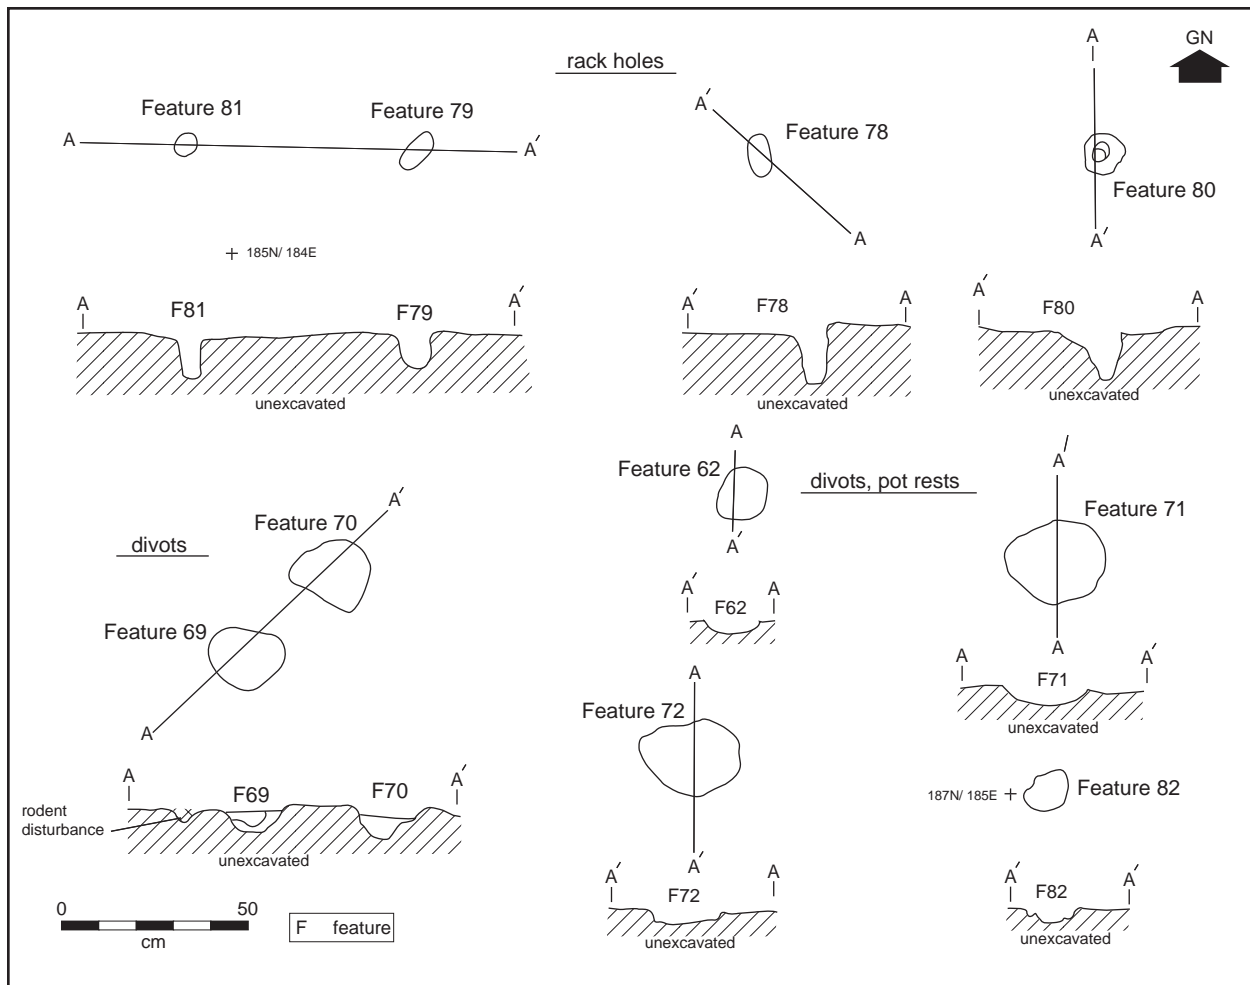 rack holes
GN
Feature 81
Feature 79
A
A′
A′
Feature 78
A
A
Feature 80
A′
185N/ 184E
A
F81
F79
A′
unexcavated
A′
F78
A
unexcavated
A′
F80
A
unexcavated
divots
Feature 70
A′
Feature 69
A
A
F69
F70
A′
rodent
disturbance
unexcavated
divots, pot rests
A
Feature 62
A′
A′
F62
A
A′
Feature 71
A
A
F71
A′
unexcavated
A
Feature 72
A′
A′
F72
A
unexcavated
187N/ 185E
Feature 82
A′
F82
A′
unexcavated
0
50
cm
F feature